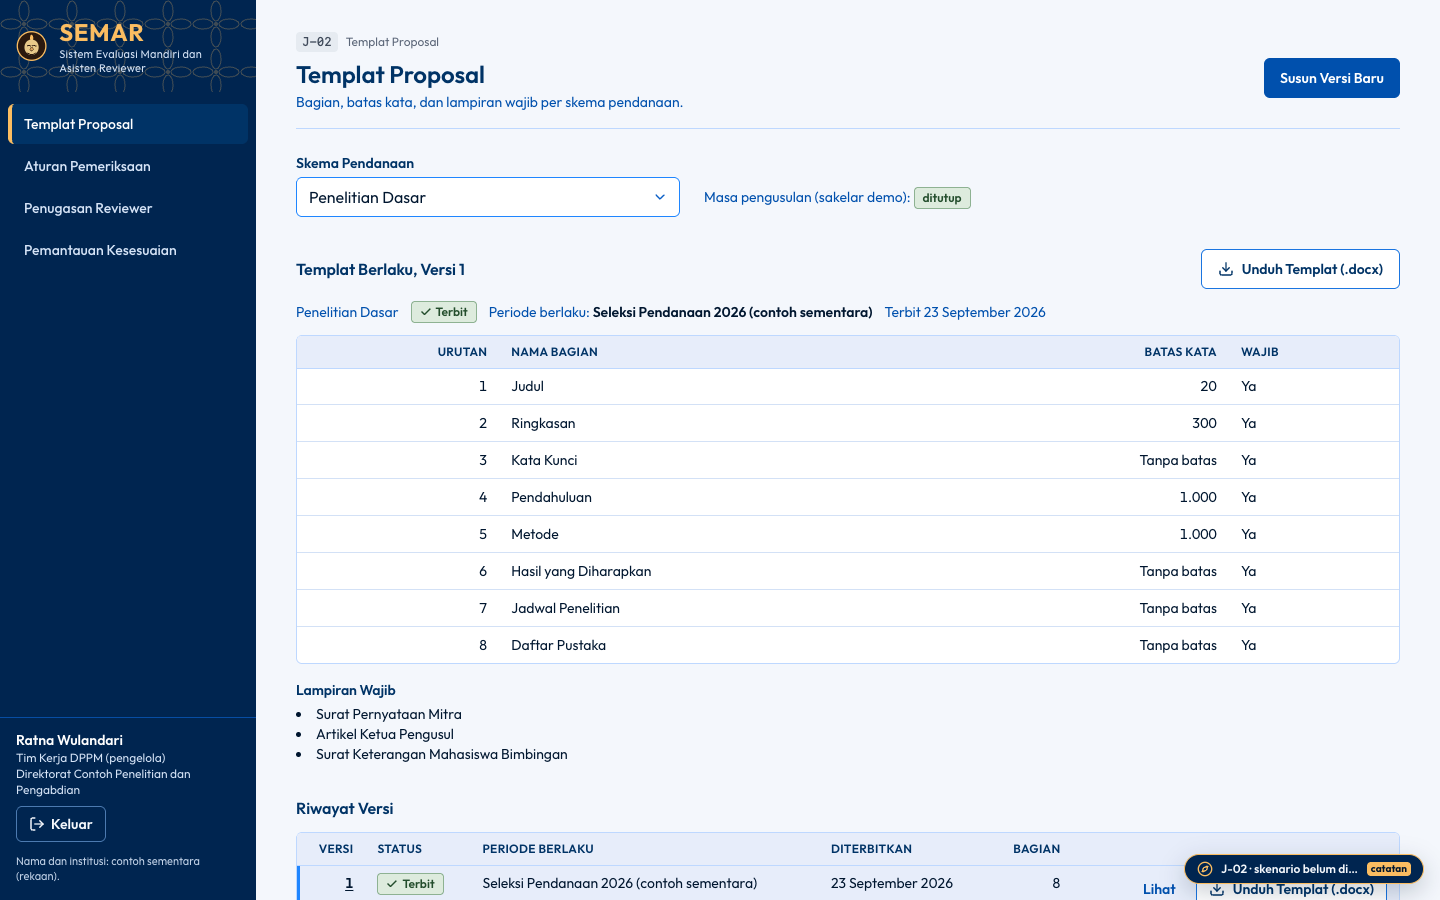 SEMAR
Sistem Evaluasi Mandiri dan
Asisten Reviewer
Templat Proposal
Aturan Pemeriksaan
Penugasan Reviewer
Pemantauan Kesesuaian
Ratna Wulandari
Tim Kerja DPPM (pengelola)
Direktorat Contoh Penelitian dan
Pengabdian
Keluar
Nama dan institusi: contoh sementara
(rekaan).
J-02 Templat Proposal
Templat Proposal
Susun Versi Baru
Bagian, batas kata, dan lampiran wajib per skema pendanaan.
Skema Pendanaan
Penelitian Dasar
Masa pengusulan (sakelar demo): ditutup
Templat Berlaku, Versi 1
Unduh Templat (.docx)
Penelitian Dasar Terbit Periode berlaku: Seleksi Pendanaan 2026 (contoh sementara) Terbit 23 September 2026
URUTAN NAMA BAGIAN BATAS KATA WAJIB
1 Judul 20 Ya
2 Ringkasan 300 Ya
3 Kata Kunci Tanpa batas Ya
4 Pendahuluan 1.000 Ya
5 Metode 1.000 Ya
6 Hasil yang Diharapkan Tanpa batas Ya
7 Jadwal Penelitian Tanpa batas Ya
8 Daftar Pustaka Tanpa batas Ya
Lampiran Wajib
• Surat Pernyataan Mitra
• Artikel Ketua Pengusul
• Surat Keterangan Mahasiswa Bimbingan
Riwayat Versi
VERSI STATUS PERIODE BERLAKU DITERBITKAN BAGIAN
1 Terbit Seleksi Pendanaan 2026 (contoh sementara) 23 September 2026 8 Lihat Unduh Templat (.docx)
J-02 · skenario belum di... catatan